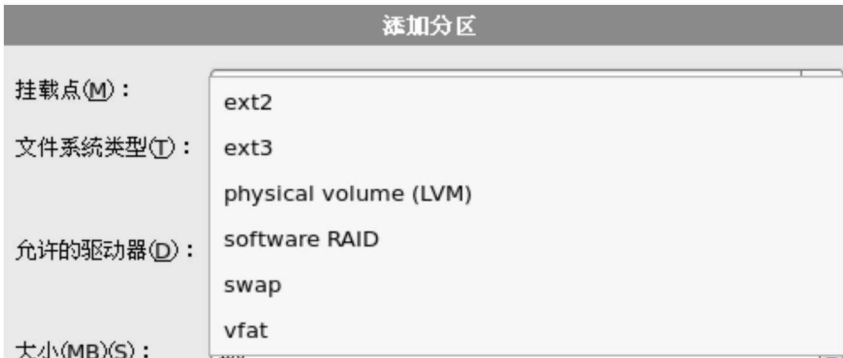 添加分区
挂载点(M)：
ext2
文件系统类型(T)：
ext3
physical volume (LVM)
允许的驱动器(D)：
software RAID
swap
vfat
大小(MB)(S)：